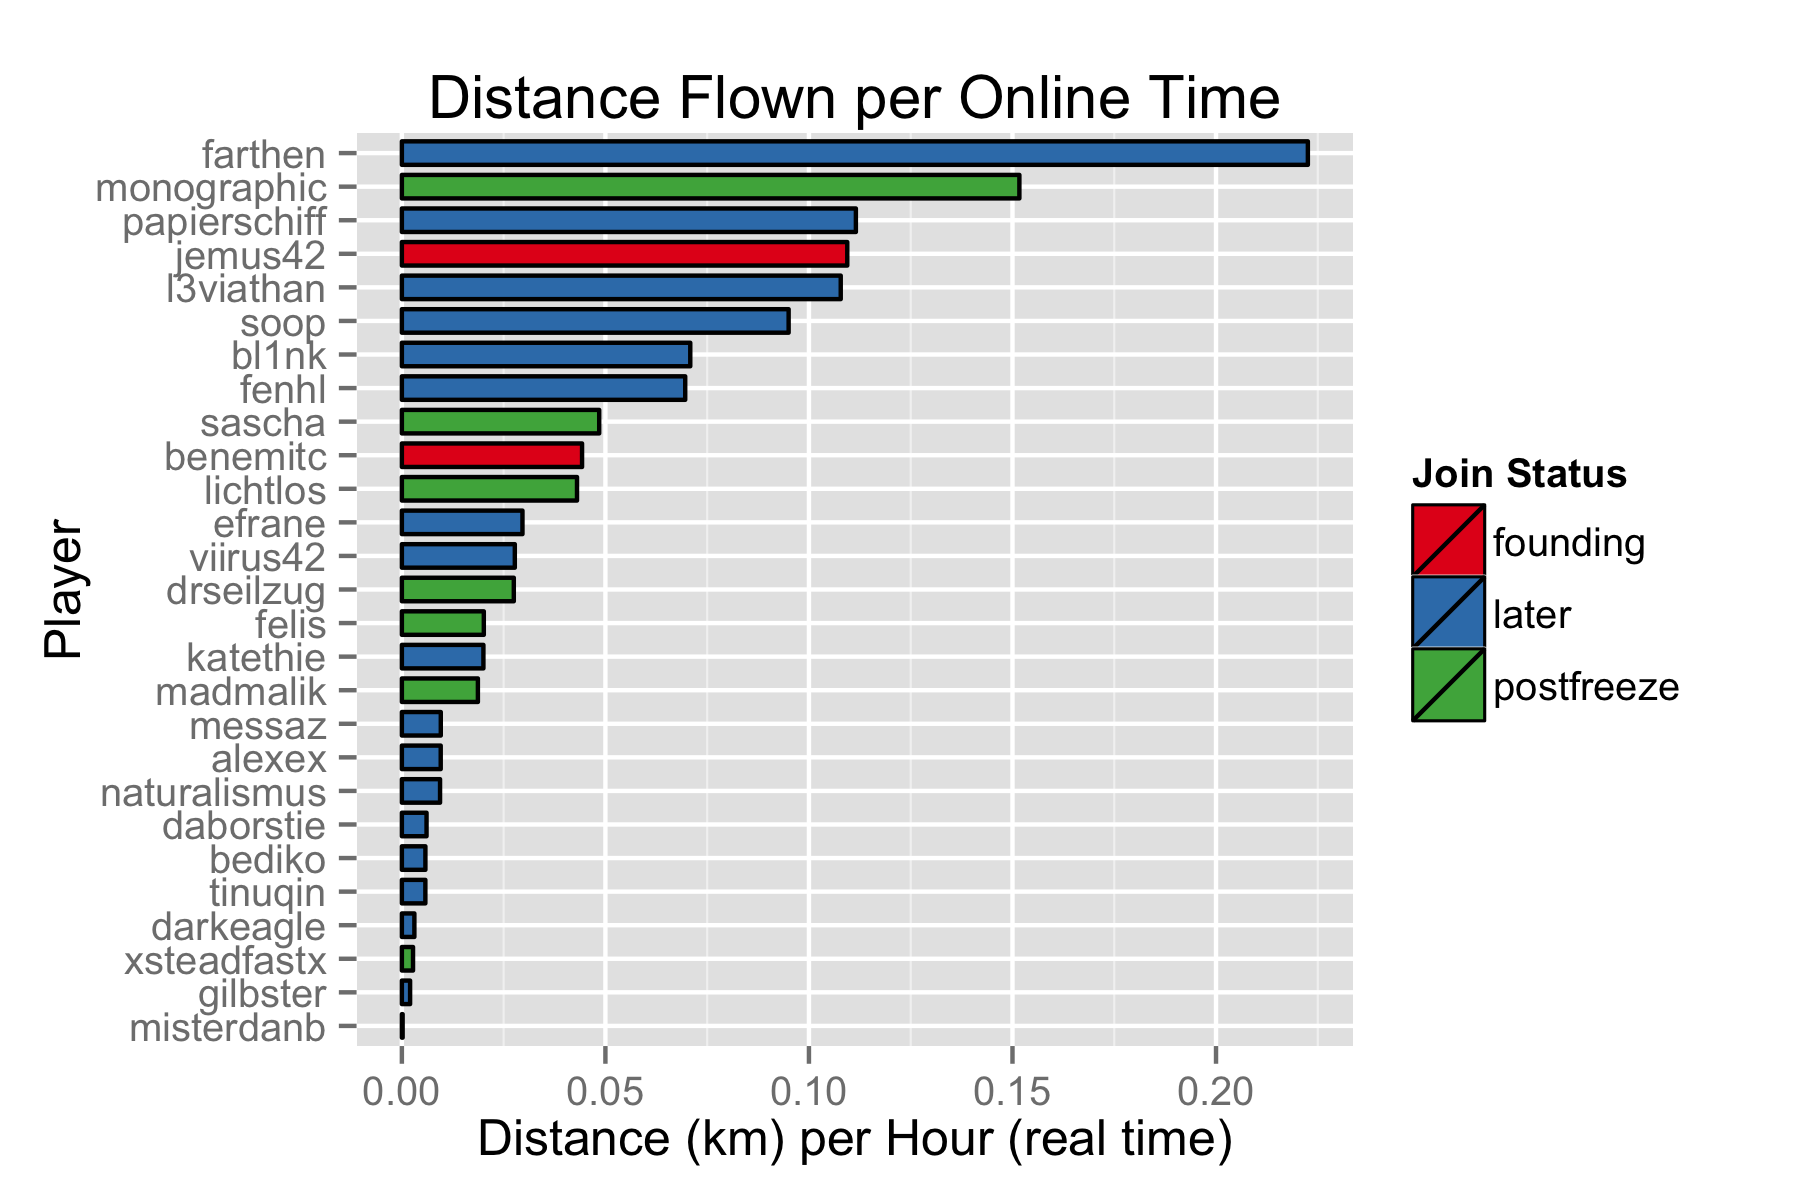 Distance Flown per Online Time
farthen
monographic
papierschiff
jemus42
l3viathan
soop
bl1nk
fenhl
sascha
benemitc
lichtlos
efrane
viirus42
drseilzug
felis
katethie
madmalik
messaz
alexex
naturalismus
daborstie
bediko
tinuqin
darkeagle
xsteadfastx
gilbster
misterdanb
Player
0.00 0.05 0.10 0.15 0.20
Distance (km) per Hour (real time)
Join Status
founding
later
postfreeze